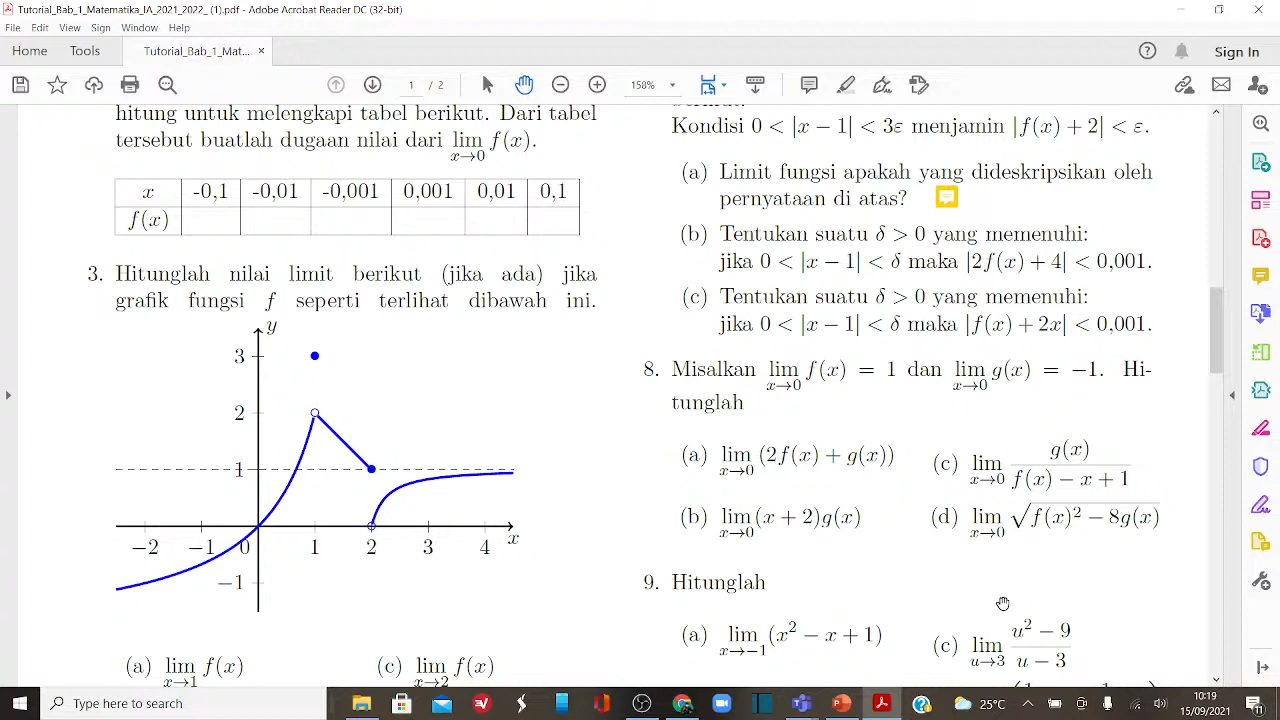 Tutorial_Bab_1_Matematika_IA_2021_2022_ (1).pdf - Adobe Acrobat Reader DC (32-bit)
File Edit View Sign Window Help
Home Tools Tutorial_Bab_1_Mat... × Sign In
1 / 2 158%
hitung untuk melengkapi tabel berikut. Dari tabel
tersebut buatlah dugaan nilai dari lim x→0 f(x).
x -0,1 -0,01 -0,001 0,001 0,01 0,1
f(x)
3. Hitunglah nilai limit berikut (jika ada) jika
grafik fungsi f seperti terlihat dibawah ini.
y
3
2
1
−2 −1 0 1 2 3 4 x
−1
(a) lim x→1 f(x) (c) lim x→2 f(x)
Kondisi 0 < |x − 1| < 3ε menjamin |f(x) + 2| < ε.
(a) Limit fungsi apakah yang dideskripsikan oleh
pernyataan di atas?
(b) Tentukan suatu δ > 0 yang memenuhi:
jika 0 < |x − 1| < δ maka |2f(x) + 4| < 0,001.
(c) Tentukan suatu δ > 0 yang memenuhi:
jika 0 < |x − 1| < δ maka |f(x) + 2x| < 0,001.
8. Misalkan lim x→0 f(x) = 1 dan lim x→0 g(x) = −1. Hi-
tunglah
(a) lim x→0 (2f(x) + g(x)) (c) lim x→0 g(x) / f(x) − x + 1
(b) lim x→0 (x + 2)g(x) (d) lim x→0 √f(x)² − 8g(x)
9. Hitunglah
(a) lim x→−1 (x² − x + 1) (c) lim u→3 u² − 9 / u − 3
Type here to search 25°C 10:19
15/09/2021